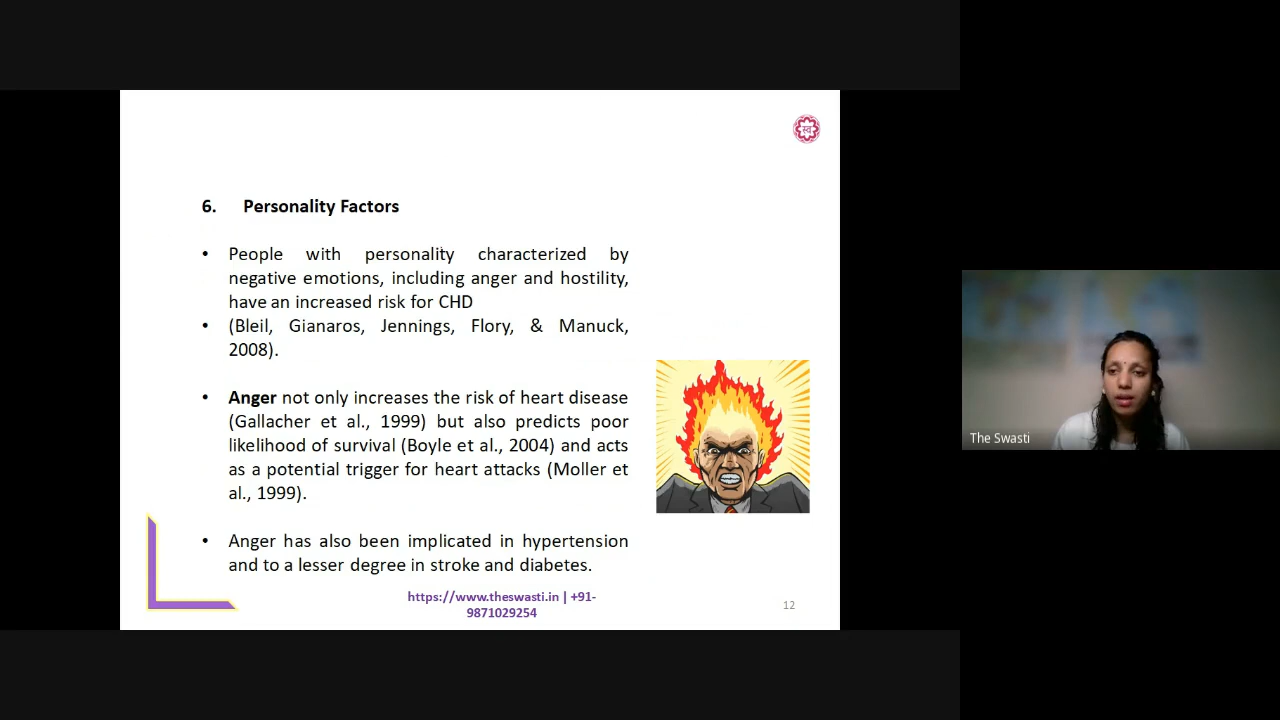 स्व
6. Personality Factors
• People with personality characterized by
negative emotions, including anger and hostility,
have an increased risk for CHD
• (Bleil, Gianaros, Jennings, Flory, & Manuck,
2008).
• Anger not only increases the risk of heart disease
(Gallacher et al., 1999) but also predicts poor
likelihood of survival (Boyle et al., 2004) and acts
as a potential trigger for heart attacks (Moller et
al., 1999).
• Anger has also been implicated in hypertension
and to a lesser degree in stroke and diabetes.
https://www.theswasti.in | +91-
9871029254
12
The Swasti